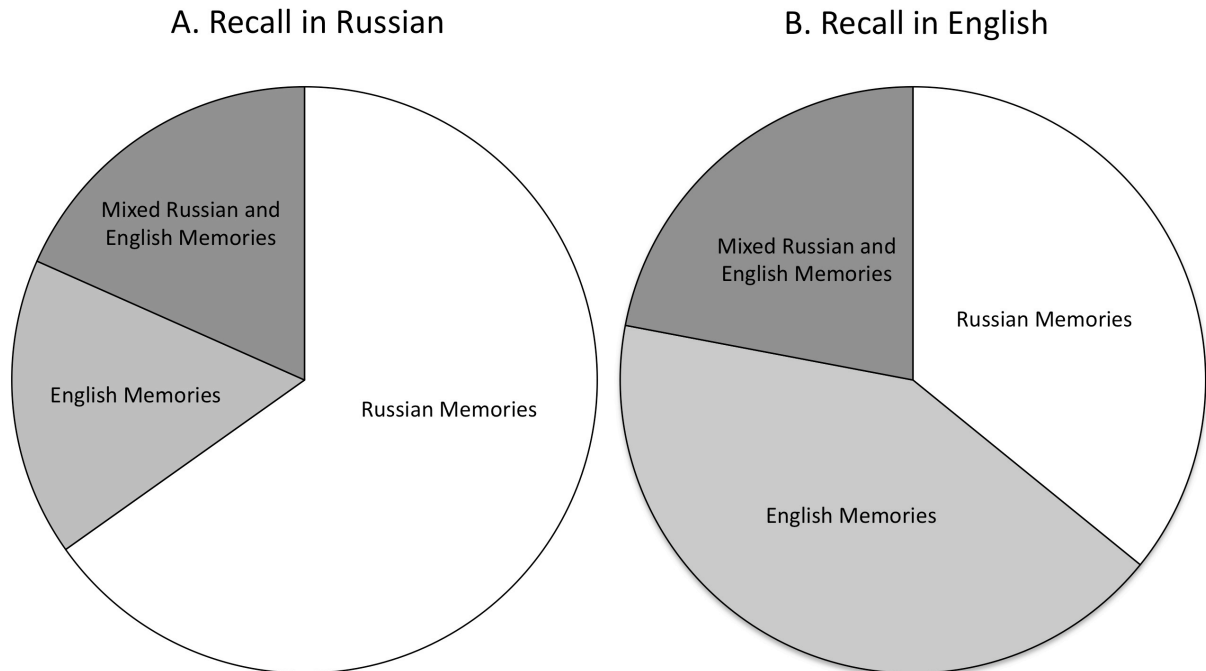 A. Recall in Russian
Mixed Russian and
English Memories
English Memories
Russian Memories
B. Recall in English
Mixed Russian and
English Memories
Russian Memories
English Memories